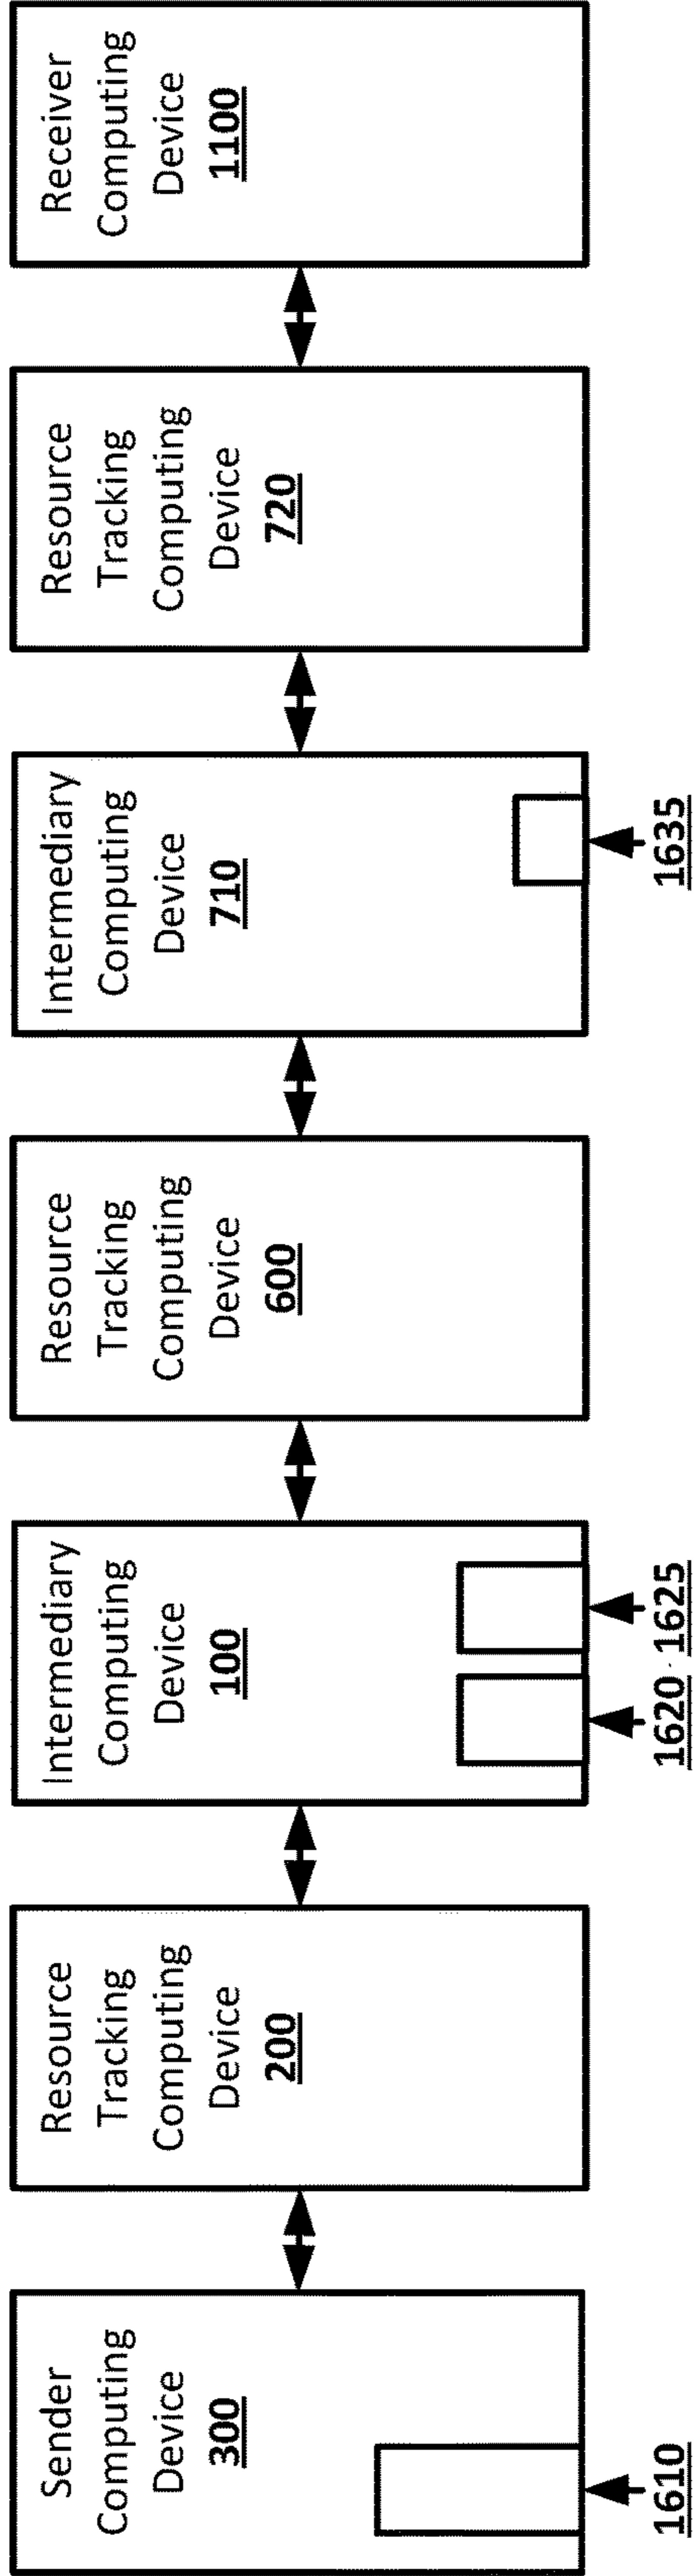 Sender
Computing
Device
300
1610
Resource
Tracking
Computing
Device
200
Intermediary
Computing
Device
100
1620
1625
Resource
Tracking
Computing
Device
600
Intermediary
Computing
Device
710
1635
Resource
Tracking
Computing
Device
720
Receiver
Computing
Device
1100